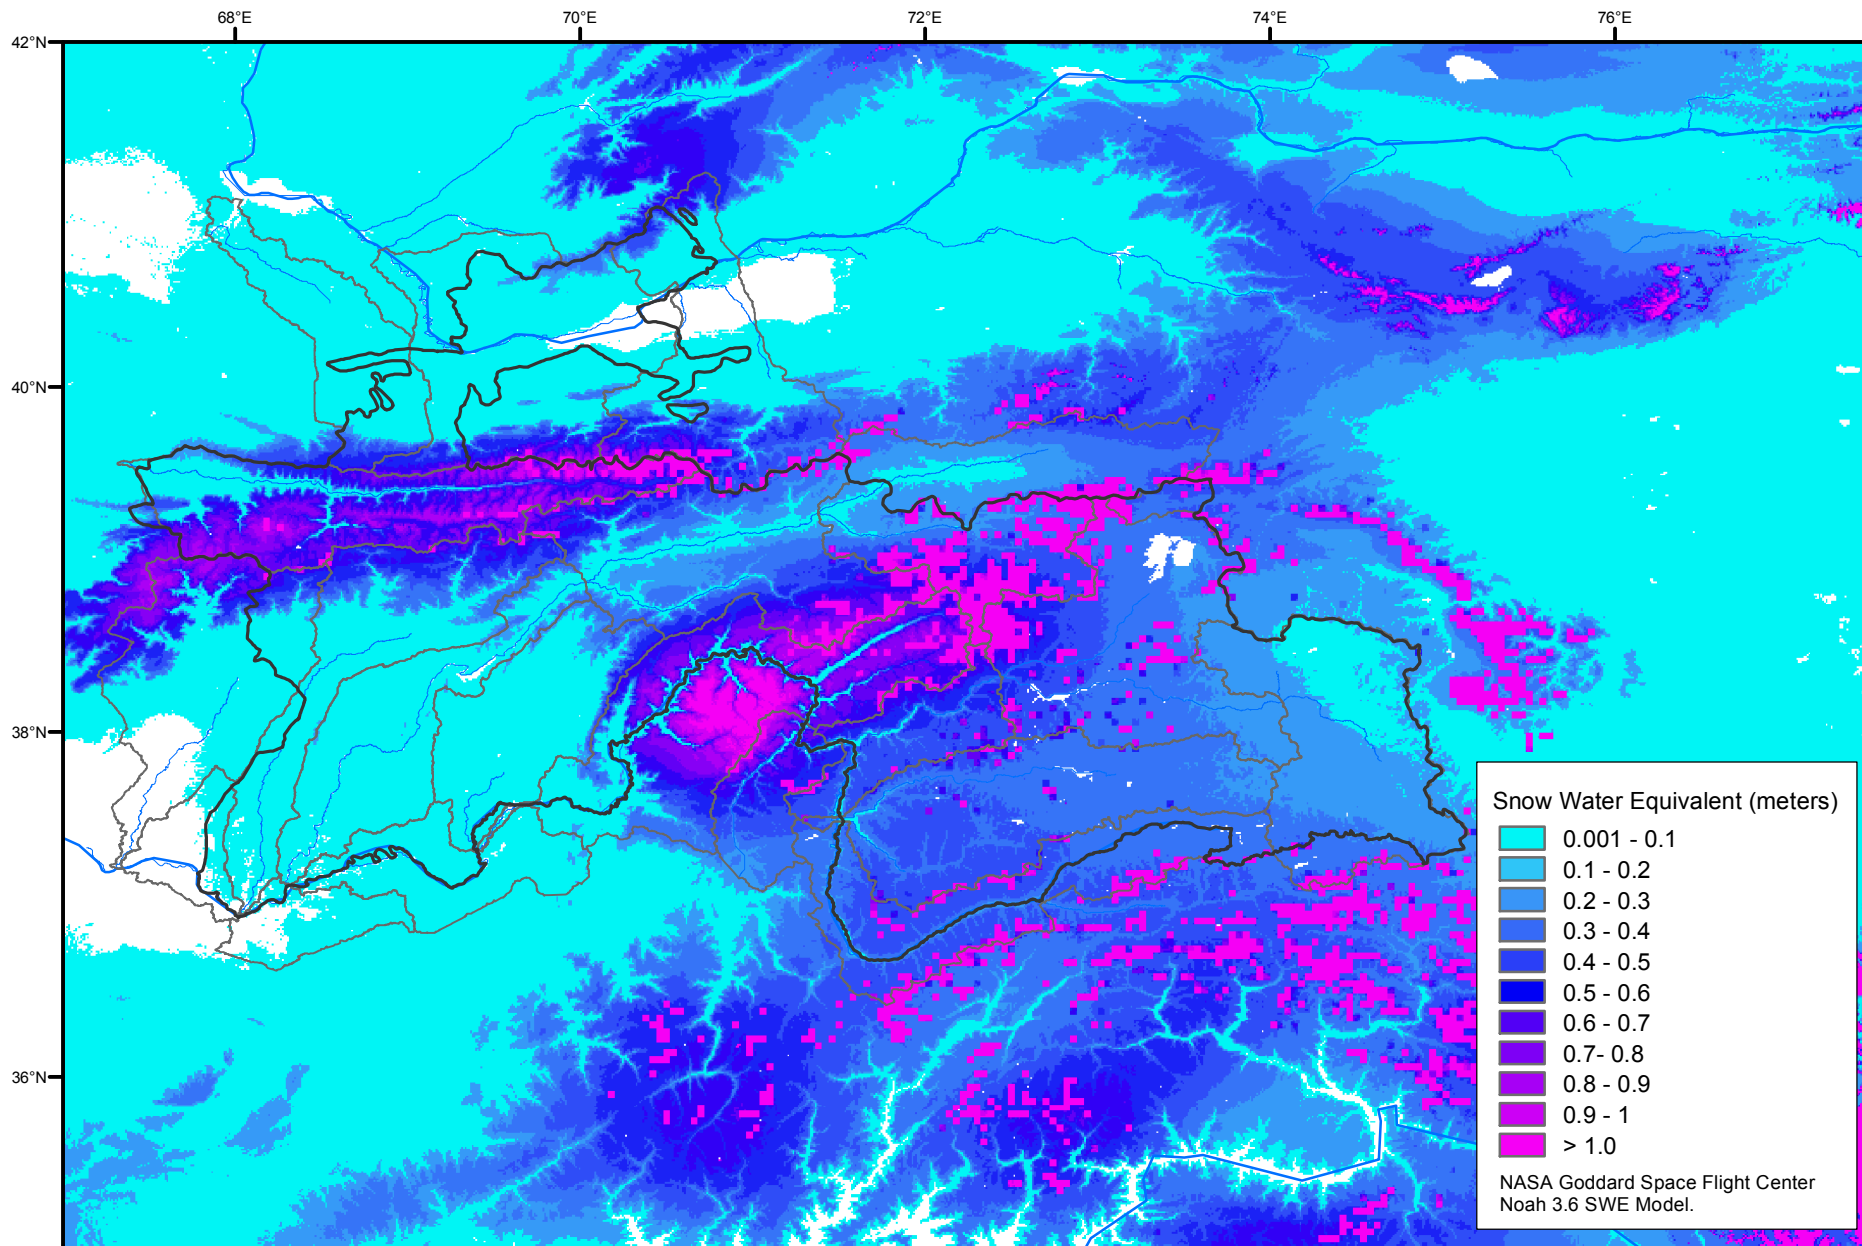 68°E
70°E
72°E
74°E
76°E
42°N
40°N
38°N
36°N
Snow Water Equivalent (meters)
0.001 - 0.1
0.1 - 0.2
0.2 - 0.3
0.3 - 0.4
0.4 - 0.5
0.5 - 0.6
0.6 - 0.7
0.7- 0.8
0.8 - 0.9
0.9 - 1
> 1.0
NASA Goddard Space Flight Center
Noah 3.6 SWE Model.